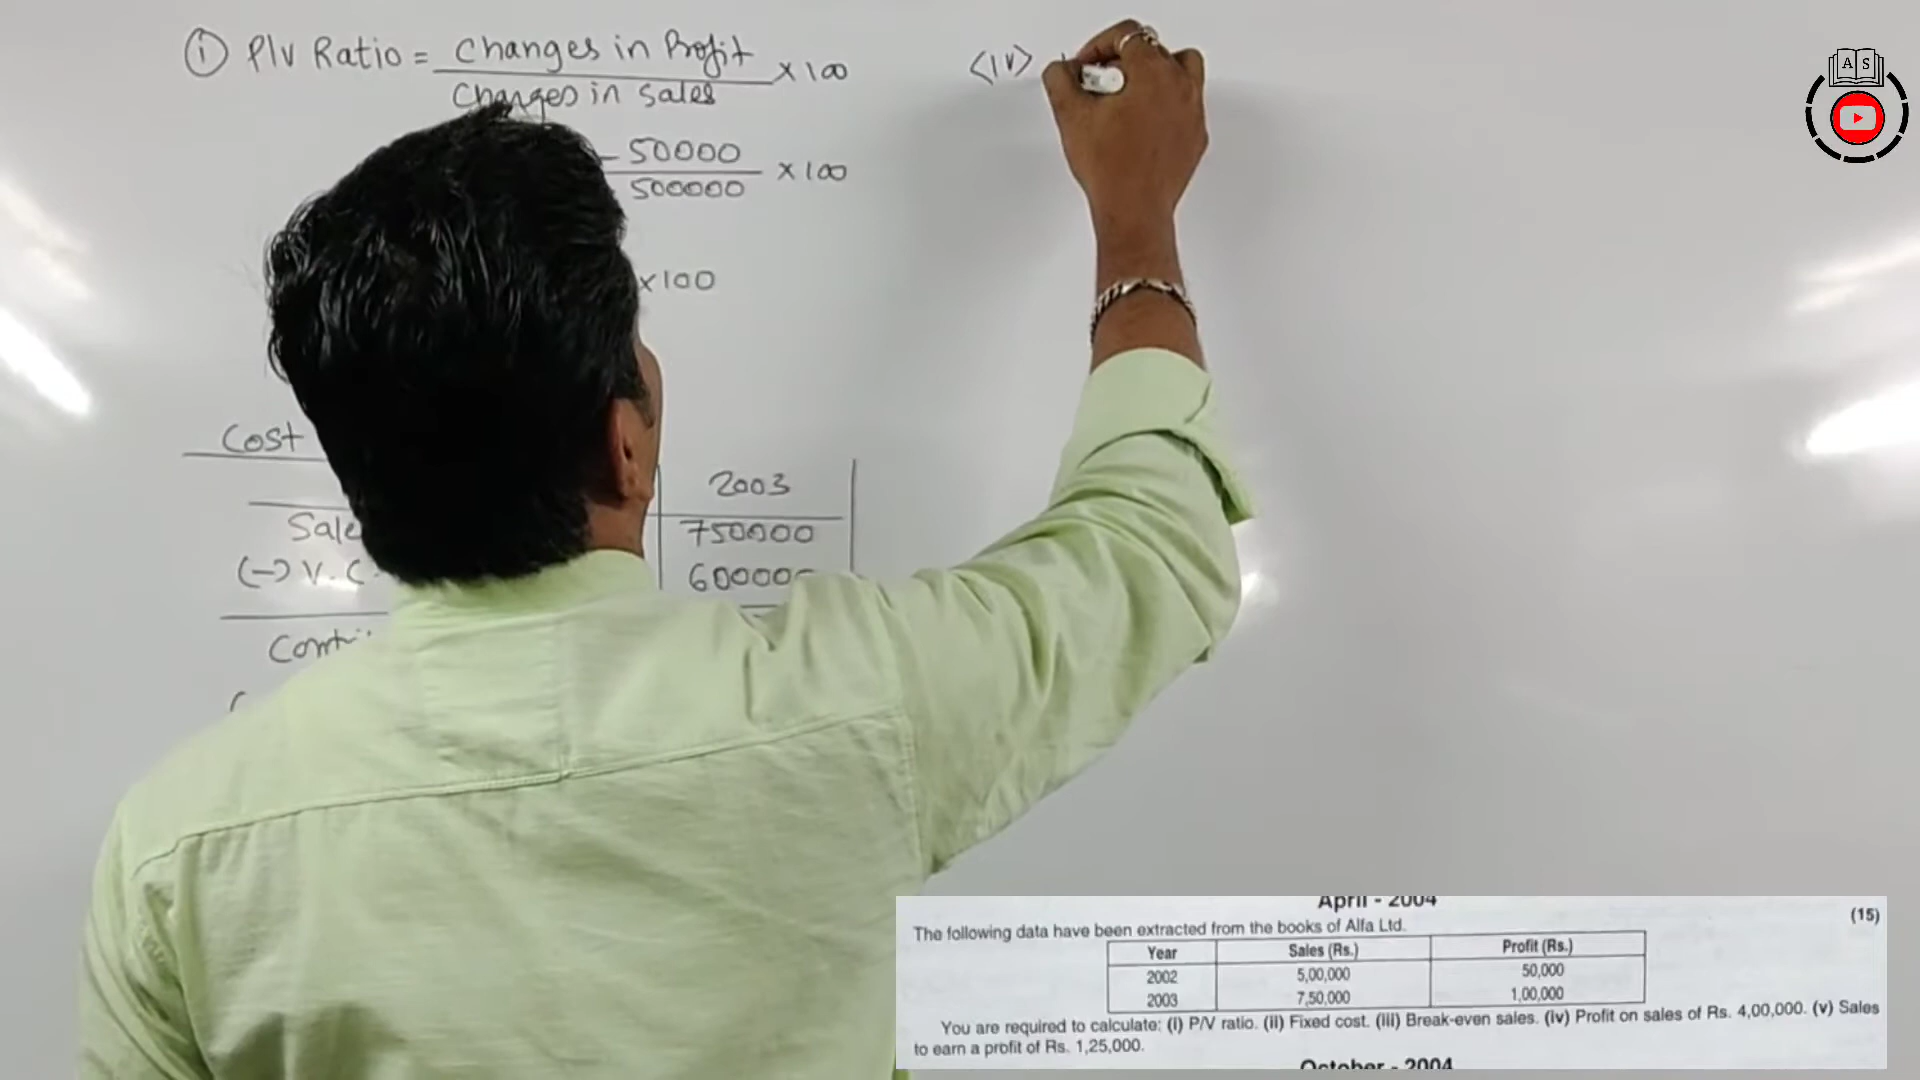 ① P/V Ratio = Changes in Profit / Changes in Sales × 100
- 50000 / 500000 × 100
×100
Cost
2003
Sale 750000
(-) V.C. 60000
Contri
<iv>
A S
April - 2004
(15)
The following data have been extracted from the books of Alfa Ltd.
Year Sales (Rs.) Profit (Rs.)
2002 5,00,000 50,000
2003 7,50,000 1,00,000
You are required to calculate: (i) P/V ratio. (ii) Fixed cost. (iii) Break-even sales. (iv) Profit on sales of Rs. 4,00,000. (v) Sales
to earn a profit of Rs. 1,25,000.
October - 2004